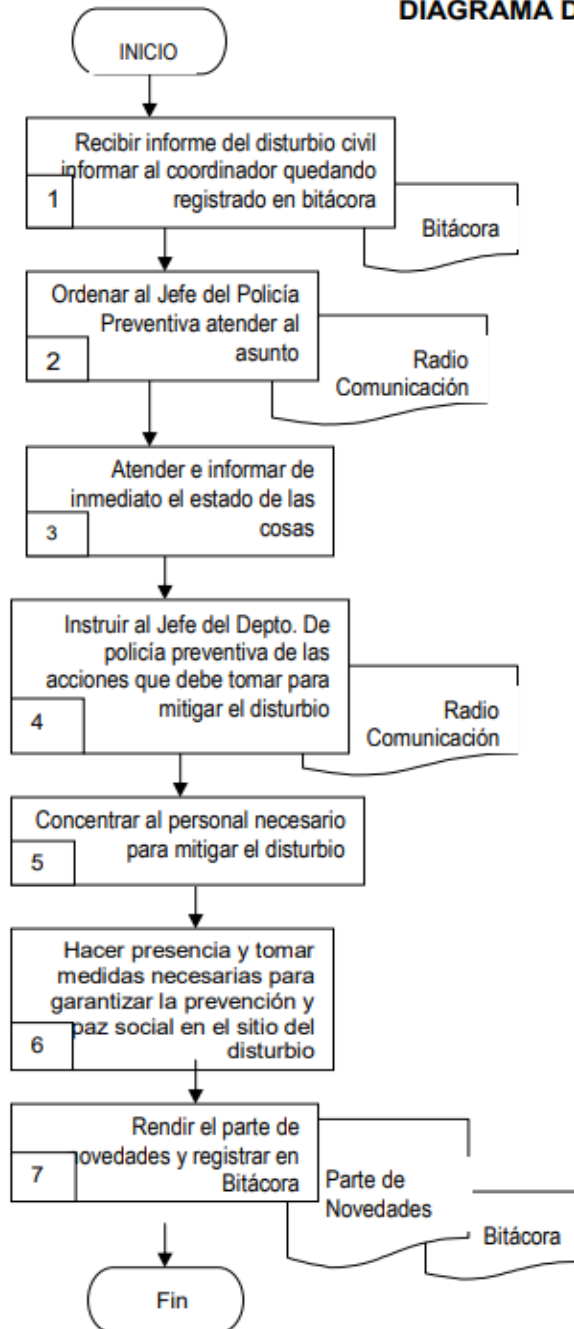 DIAGRAMA D
INICIO
Recibir informe del disturbio civil
informar al coordinador quedando
registrado en bitácora
1
Bitácora
Ordenar al Jefe del Policía
Preventiva atender al
asunto
2
Radio
Comunicación
Atender e informar de
inmediato el estado de las
cosas
3
Instruir al Jefe del Depto. De
policía preventiva de las
acciones que debe tomar para
mitigar el disturbio
4
Radio
Comunicación
Concentrar al personal necesario
para mitigar el disturbio
5
Hacer presencia y tomar
medidas necesarias para
garantizar la prevención y
paz social en el sitio del
disturbio
6
Rendir el parte de
novedades y registrar en
Bitácora
7
Parte de
Novedades
Bitácora
Fin